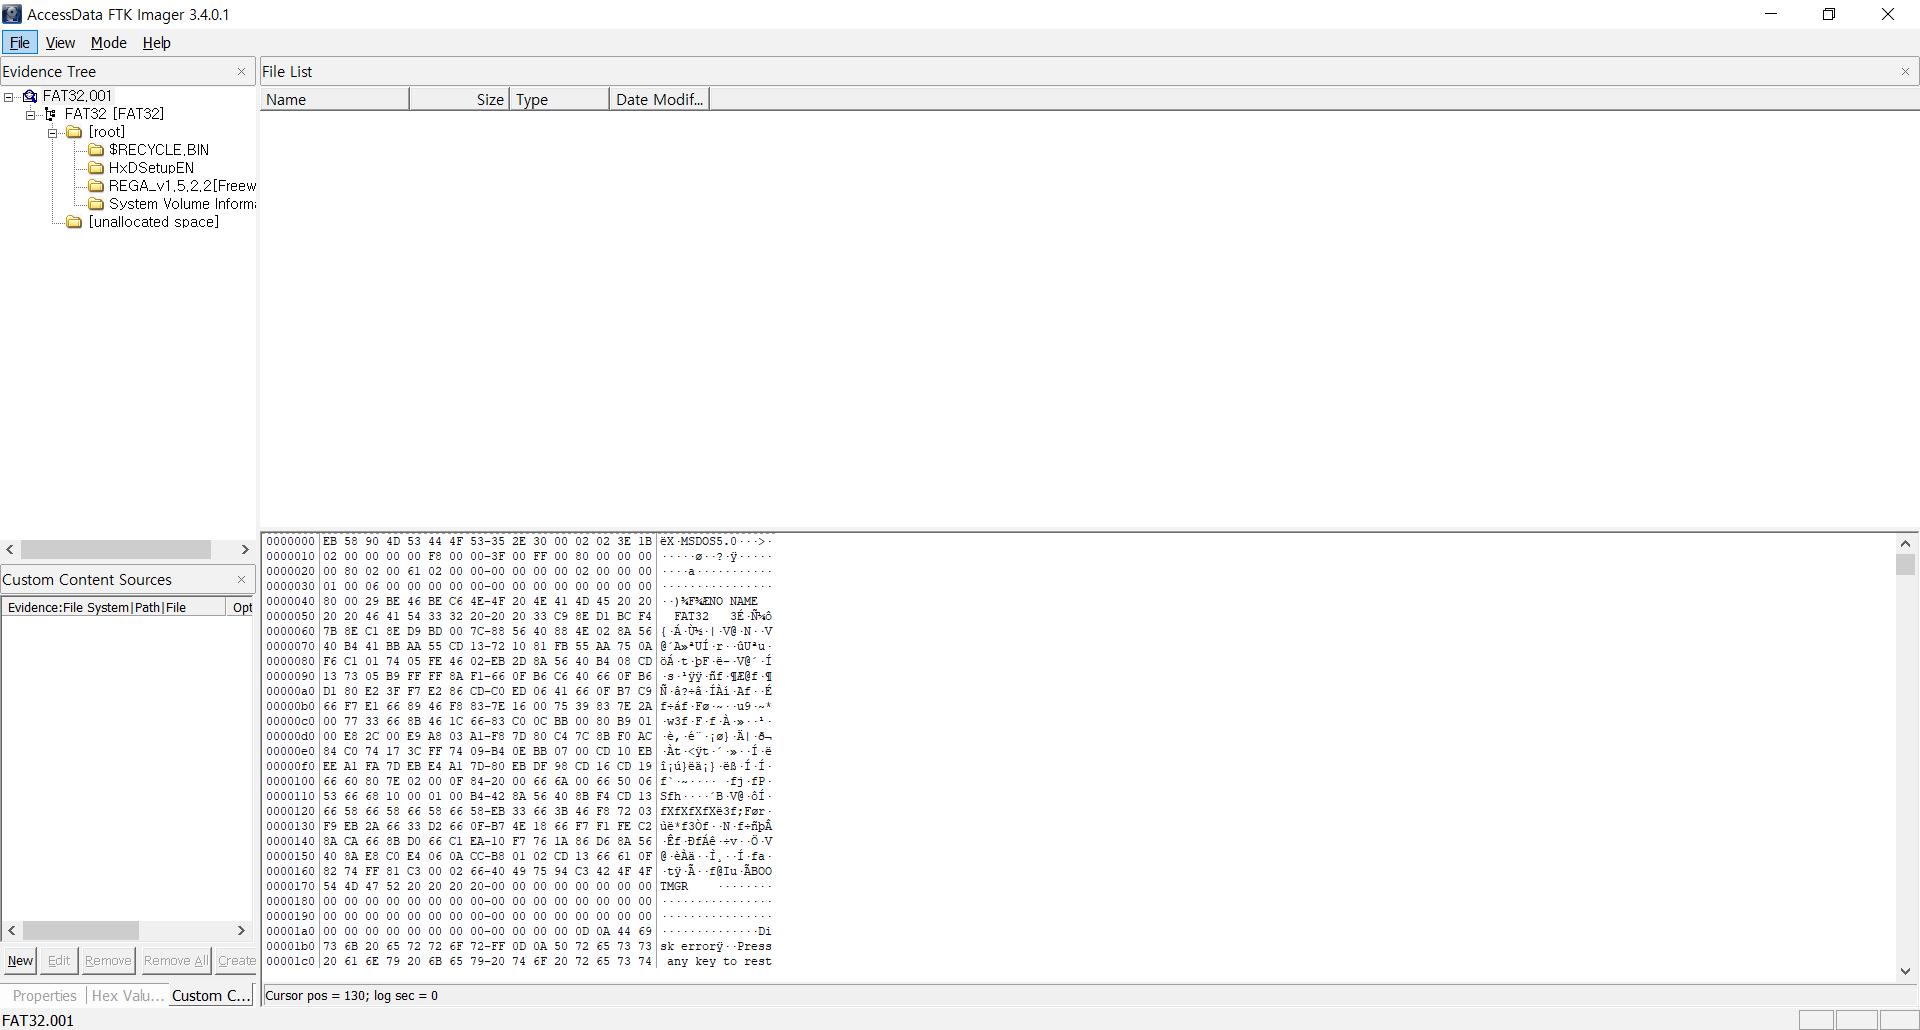 AccessData FTK Imager 3.4.0.1
File View Mode Help
Evidence Tree
FAT32.001
FAT32 [FAT32]
[root]
$RECYCLE.BIN
HxDSetupEN
REGA_v1.5.2.2[Freew
System Volume Informa
[unallocated space]
Custom Content Sources
Evidence:File System|Path|File Opt
New Edit Remove Remove All Create
Properties Hex Valu... Custom C...
FAT32.001
File List
Name Size Type Date Modif...
0000000 EB 58 90 4D 53 44 4F 53-35 2E 30 00 02 02 3E 1B ëX·MSDOS5.0···>·
0000010 02 00 00 00 00 F8 00 00-3F 00 FF 00 80 00 00 00 ·····ø··?·ÿ·····
0000020 00 80 02 00 61 02 00 00-00 00 00 00 02 00 00 00 ····a···········
0000030 01 00 06 00 00 00 00 00-00 00 00 00 00 00 00 00 ················
0000040 80 00 29 BE 46 BE C6 4E-4F 20 4E 41 4D 45 20 20 ··)¾F¾ÆNO NAME
0000050 20 20 46 41 54 33 32 20-20 20 33 C9 8E D1 BC F4 FAT32   3É·Ñ¼ô
0000060 7B 8E C1 8E D9 BD 00 7C-88 56 40 88 4E 02 8A 56 {·Á·Ù½·|·V@·N··V
0000070 40 B4 41 BB AA 55 CD 13-72 10 81 FB 55 AA 75 0A @´A»ªUÍ·r··ûUªu·
0000080 F6 C1 01 74 05 FE 46 02-EB 2D 8A 56 40 B4 08 CD öÁ·t·þF·ë-·V@´·Í
0000090 13 73 05 B9 FF FF 8A F1-66 0F B6 C6 40 66 0F B6 ·s·¹ÿÿ·ñf·¶Æ@f·¶
00000a0 D1 80 E2 3F F7 E2 86 CD-C0 ED 06 41 66 0F B7 C9 Ñ·â?÷â·ÍÀí·Af··É
00000b0 66 F7 E1 66 89 46 F8 83-7E 16 00 75 39 83 7E 2A f÷áf·Fø·~··u9·~*
00000c0 00 77 33 66 8B 46 1C 66-83 C0 0C BB 00 80 B9 01 ·w3f·F·f·À·»··¹·
00000d0 00 E8 2C 00 E9 A8 03 A1-F8 7D 80 C4 7C 8B F0 AC ·è,·é¨·¡ø}·Ä|·ð¬
00000e0 84 C0 74 17 3C FF 74 09-B4 0E BB 07 00 CD 10 EB ·Àt·<ÿt·´·»··Í·ë
00000f0 EE A1 FA 7D EB E4 A1 7D-80 EB DF 98 CD 16 CD 19 î¡ú}ëä¡}·ëß·Í·Í·
0000100 66 60 80 7E 02 00 0F 84-20 00 66 6A 00 66 50 06 f`·~···· ·fj·fP·
0000110 53 66 68 10 00 01 00 B4-42 8A 56 40 8B F4 CD 13 Sfh····´B·V@·ôÍ·
0000120 66 58 66 58 66 58 66 58-EB 33 66 3B 46 F8 72 03 fXfXfXfXë3f;Før·
0000130 F9 EB 2A 66 33 D2 66 0F-B7 4E 18 66 F7 F1 FE C2 ùë*f3Òf··N·f÷ñþÂ
0000140 8A CA 66 8B D0 66 C1 EA-10 F7 76 1A 86 D6 8A 56 ·Êf·ÐfÁê·÷v··Ö·V
0000150 40 8A E8 C0 E4 06 0A CC-B8 01 02 CD 13 66 61 0F @·èÀä··Ì¸··Í·fa·
0000160 82 74 FF 81 C3 00 02 66-40 49 75 94 C3 42 4F 4F ·tÿ·Ã··f@Iu·ÃBOO
0000170 54 4D 47 52 20 20 20 20-00 00 00 00 00 00 00 00 TMGR    ········
0000180 00 00 00 00 00 00 00 00-00 00 00 00 00 00 00 00 ················
0000190 00 00 00 00 00 00 00 00-00 00 00 00 00 00 00 00 ················
00001a0 00 00 00 00 00 00 00 00-00 00 00 00 0D 0A 44 69 ··············Di
00001b0 73 6B 20 65 72 72 6F 72-FF 0D 0A 50 72 65 73 73 sk errorÿ··Press
00001c0 20 61 6E 79 20 6B 65 79-20 74 6F 20 72 65 73 74 any key to rest
Cursor pos = 130; log sec = 0